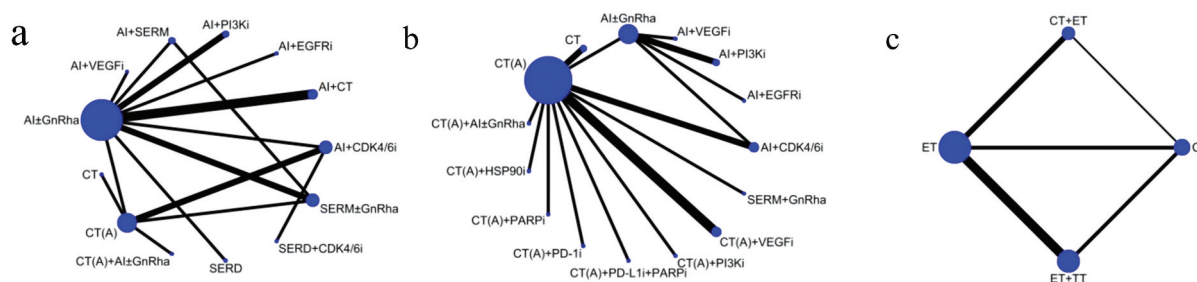 a
AI+SERM
AI+PI3Ki
AI+EGFRi
AI+VEGFi
AI+CT
AI±GnRha
AI+CDK4/6i
CT
SERM±GnRha
CT(A)
SERD+CDK4/6i
CT(A)+AI±GnRha
SERD
b
AI±GnRha
CT
AI+VEGFi
AI+PI3Ki
CT(A)
AI+EGFRi
CT(A)+AI±GnRha
AI+CDK4/6i
CT(A)+HSP90i
SERM+GnRha
CT(A)+PARPi
CT(A)+VEGFi
CT(A)+PD-1i
CT(A)+PI3Ki
CT(A)+PD-L1i+PARPi
c
CT+ET
ET
ET+TT